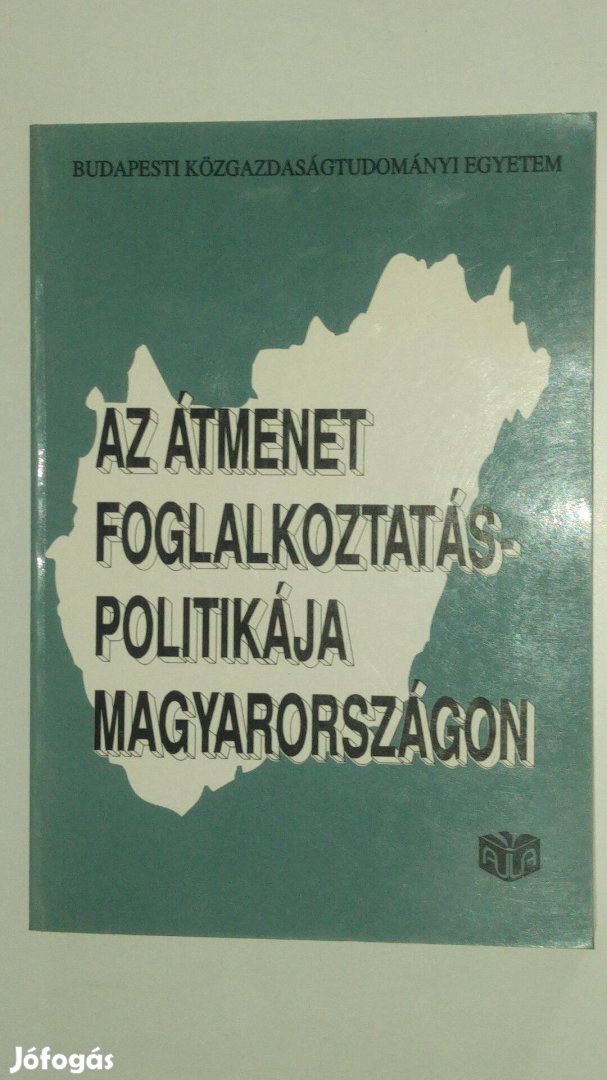 BUDAPESTI KÖZGAZDASÁGTUDOMÁNYI EGYETEM
AZ ÁTMENET
FOGLALKOZTATÁS-
POLITIKÁJA
MAGYARORSZÁGON
AULA
Jófogás